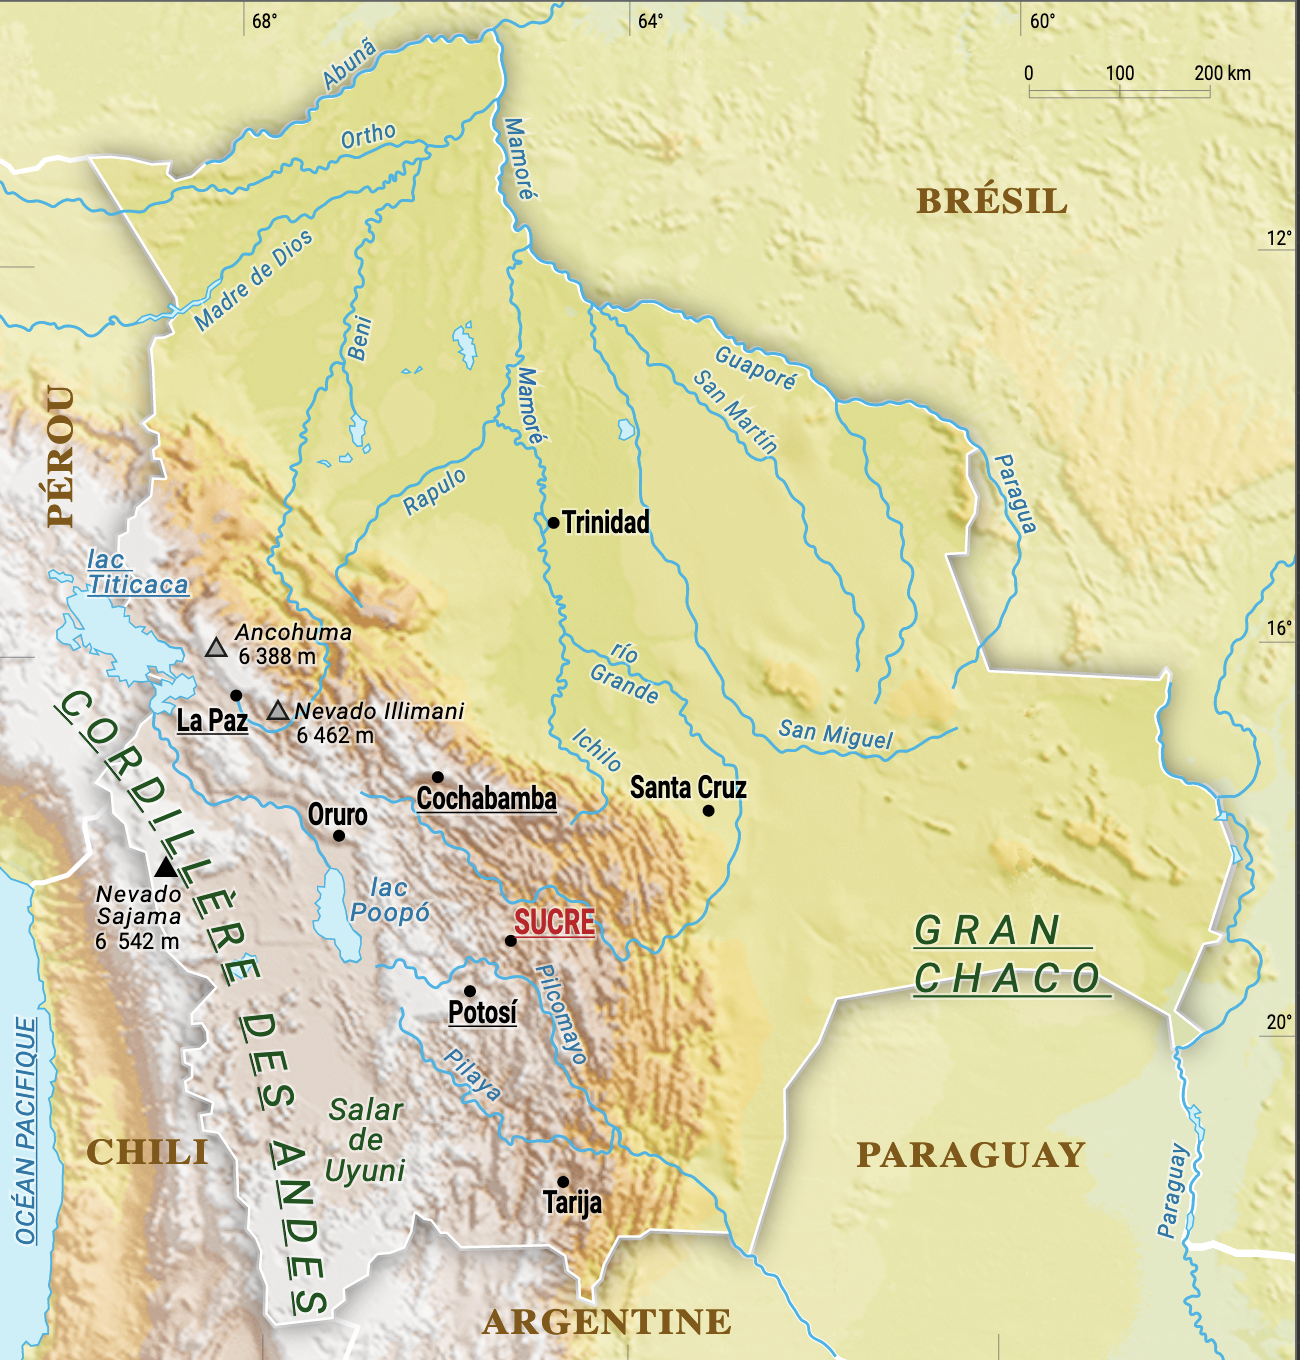 68°
64°
60°
0 100 200 km
Abunã
Ortho
Mamoré
BRÉSIL
12°
Madre de Dios
Beni
Guaporé
San Martín
Mamoré
PÉROU
Rapulo
Paragua
Trinidad
lac
Titicaca
Ancohuma
6 388 m
16°
río
Grande
La Paz
Nevado Illimani
6 462 m
CORDILLÈRE DES ANDES
Ichilo
San Miguel
Cochabamba
Santa Cruz
Oruro
Nevado
Sajama
6 542 m
lac
Poopó
SUCRE
GRAN
CHACO
Potosí
Pilcomayo
20°
OCÉAN PACIFIQUE
Pilaya
Salar
de
Uyuni
CHILI
PARAGUAY
Paraguay
Tarija
ARGENTINE